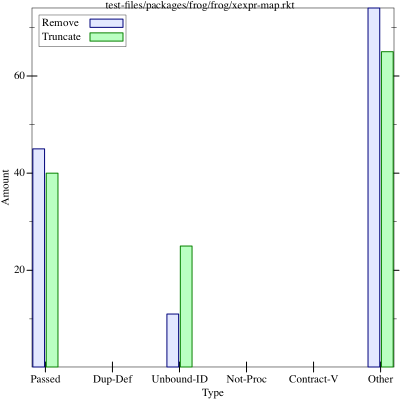 test-files/packages/frog/frog/xexpr-map.rkt
Remove
Truncate
60
40
20
Amount
Passed Dup-Def Unbound-ID Not-Proc Contract-V Other
Type